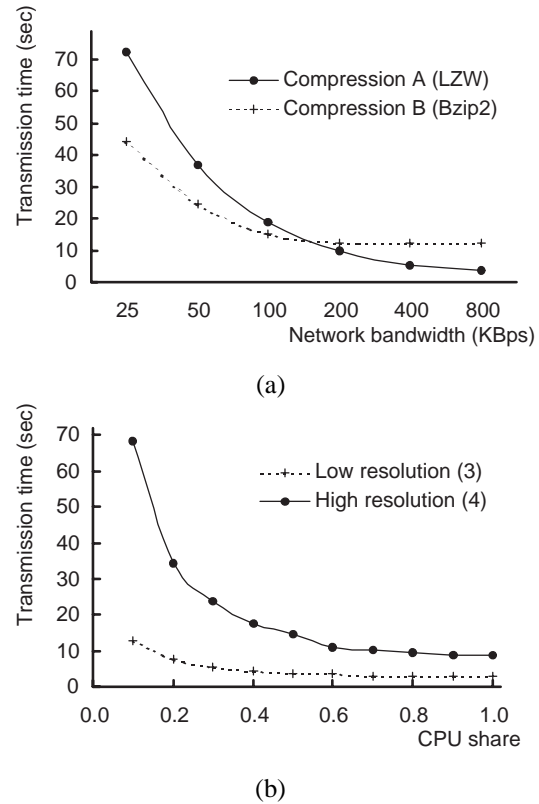 Transmission time (sec)
70
60
50
40
30
20
10
0
Compression A (LZW)
Compression B (Bzip2)
25 50 100 200 400 800
Network bandwidth (KBps)
(a)
Transmission time (sec)
70
60
50
40
30
20
10
0
Low resolution (3)
High resolution (4)
0.0 0.2 0.4 0.6 0.8 1.0
CPU share
(b)